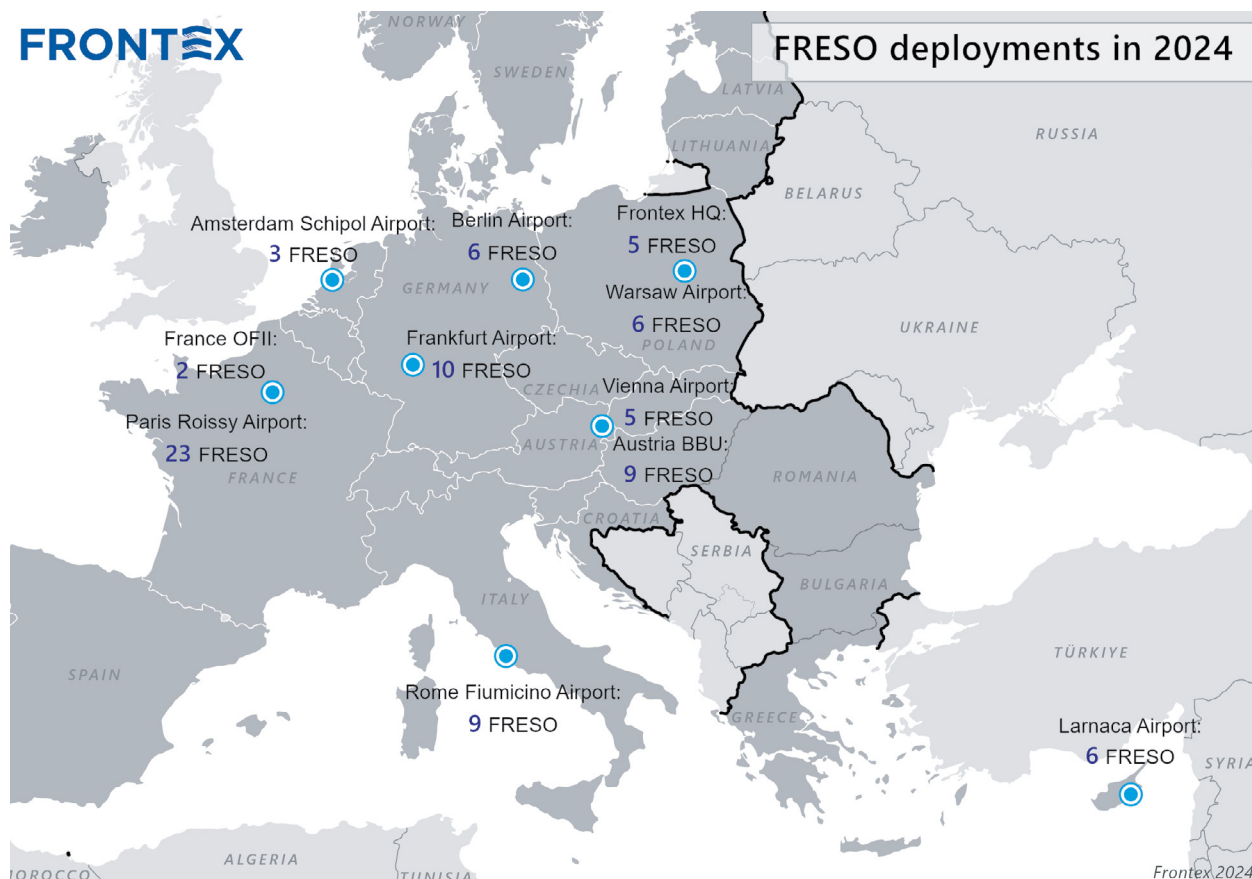 FRONTEX
FRESO deployments in 2024
NORWAY
SWEDEN
LATVIA
LITHUANIA
RUSSIA
BELARUS
Amsterdam Schipol Airport:
3 FRESO
Berlin Airport:
6 FRESO
Frontex HQ:
5 FRESO
GERMANY
Warsaw Airport:
6 FRESO
POLAND
UKRAINE
France OFII:
2 FRESO
Frankfurt Airport:
10 FRESO
CZECHIA
Vienna Airport:
5 FRESO
Paris Roissy Airport:
23 FRESO
FRANCE
AUSTRIA
Austria BBU:
9 FRESO
ROMANIA
CROATIA
SERBIA
BULGARIA
ITALY
SPAIN
TÜRKIYE
Rome Fiumicino Airport:
9 FRESO
GREECE
Larnaca Airport:
6 FRESO
SYRIA
ALGERIA
MOROCCO
TUNISIA
Frontex 2024